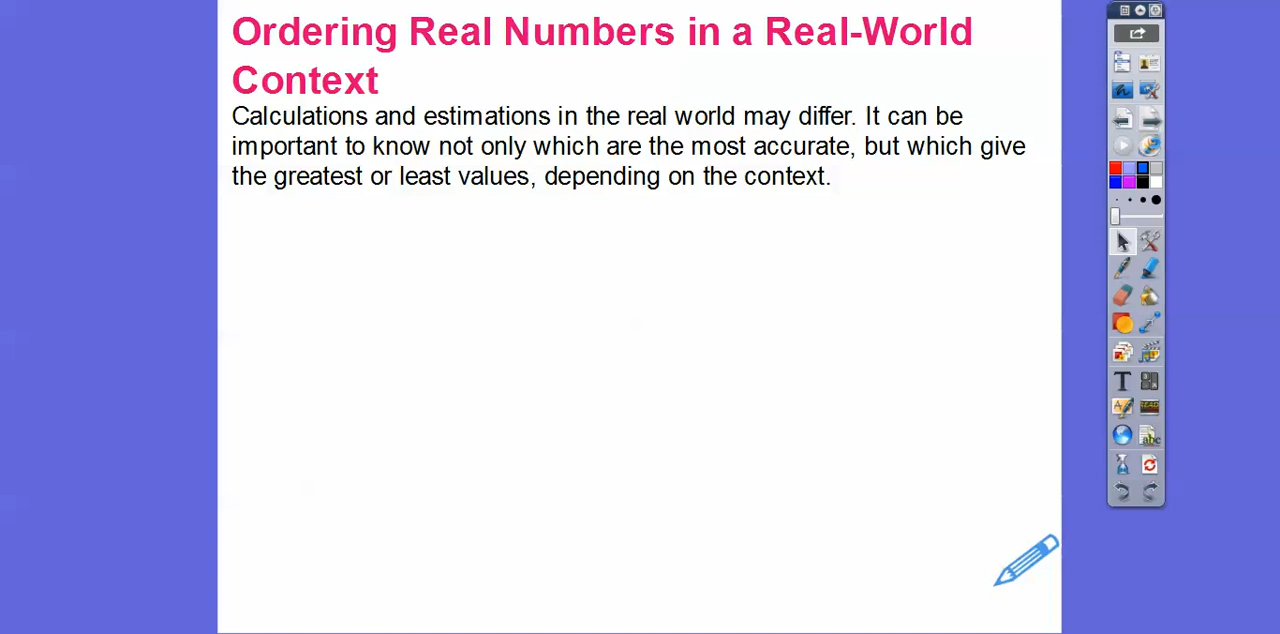 Ordering Real Numbers in a Real-World
Context
Calculations and estimations in the real world may differ. It can be
important to know not only which are the most accurate, but which give
the greatest or least values, depending on the context.